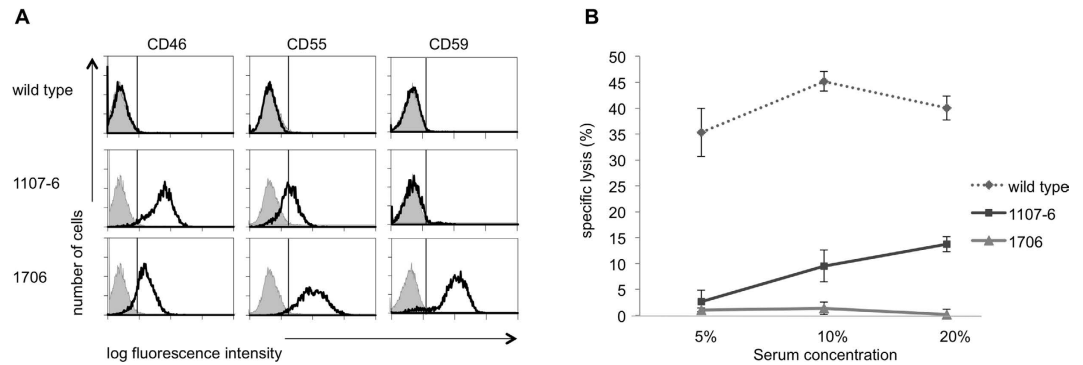 A
CD46 CD55 CD59
wild type
1107-6
1706
number of cells
log fluorescence intensity
B
50
45
40
35
30
25
20
15
10
5
0
specific lysis (%)
5% 10% 20%
Serum concentration
wild type
1107-6
1706